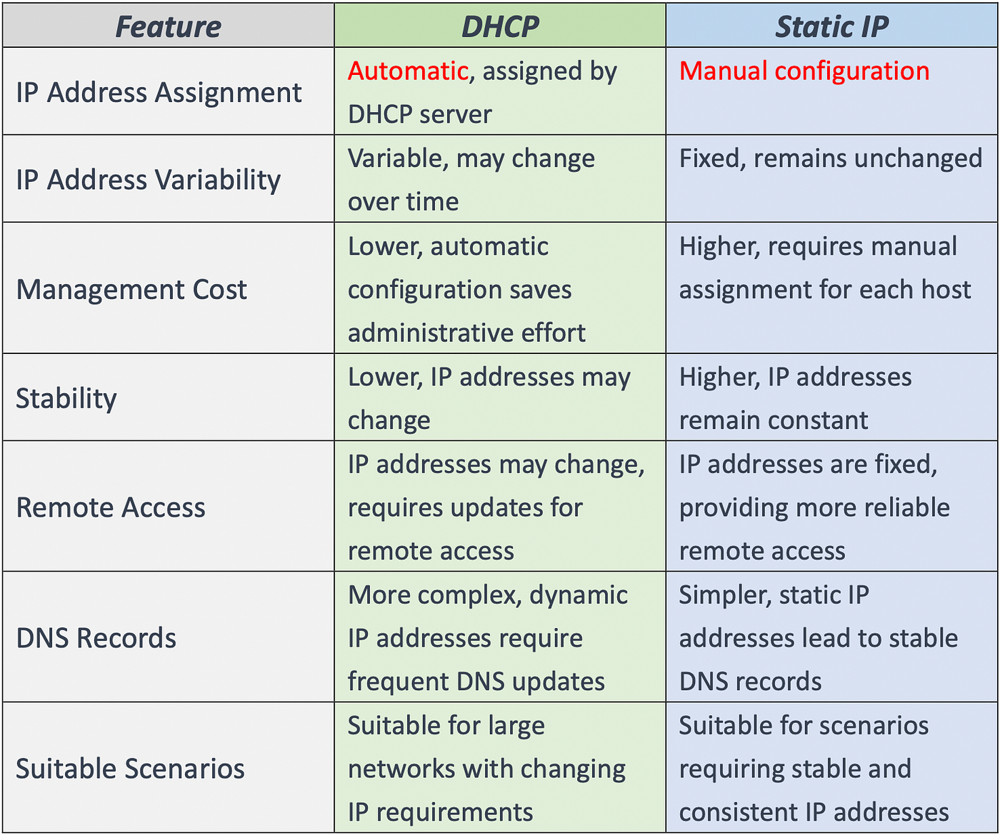 Feature
DHCP
Static IP
IP Address Assignment
Automatic, assigned by
DHCP server
Manual configuration
IP Address Variability
Variable, may change
over time
Fixed, remains unchanged
Management Cost
Lower, automatic
configuration saves
administrative effort
Higher, requires manual
assignment for each host
Stability
Lower, IP addresses may
change
Higher, IP addresses
remain constant
Remote Access
IP addresses may change,
requires updates for
remote access
IP addresses are fixed,
providing more reliable
remote access
DNS Records
More complex, dynamic
IP addresses require
frequent DNS updates
Simpler, static IP
addresses lead to stable
DNS records
Suitable Scenarios
Suitable for large
networks with changing
IP requirements
Suitable for scenarios
requiring stable and
consistent IP addresses